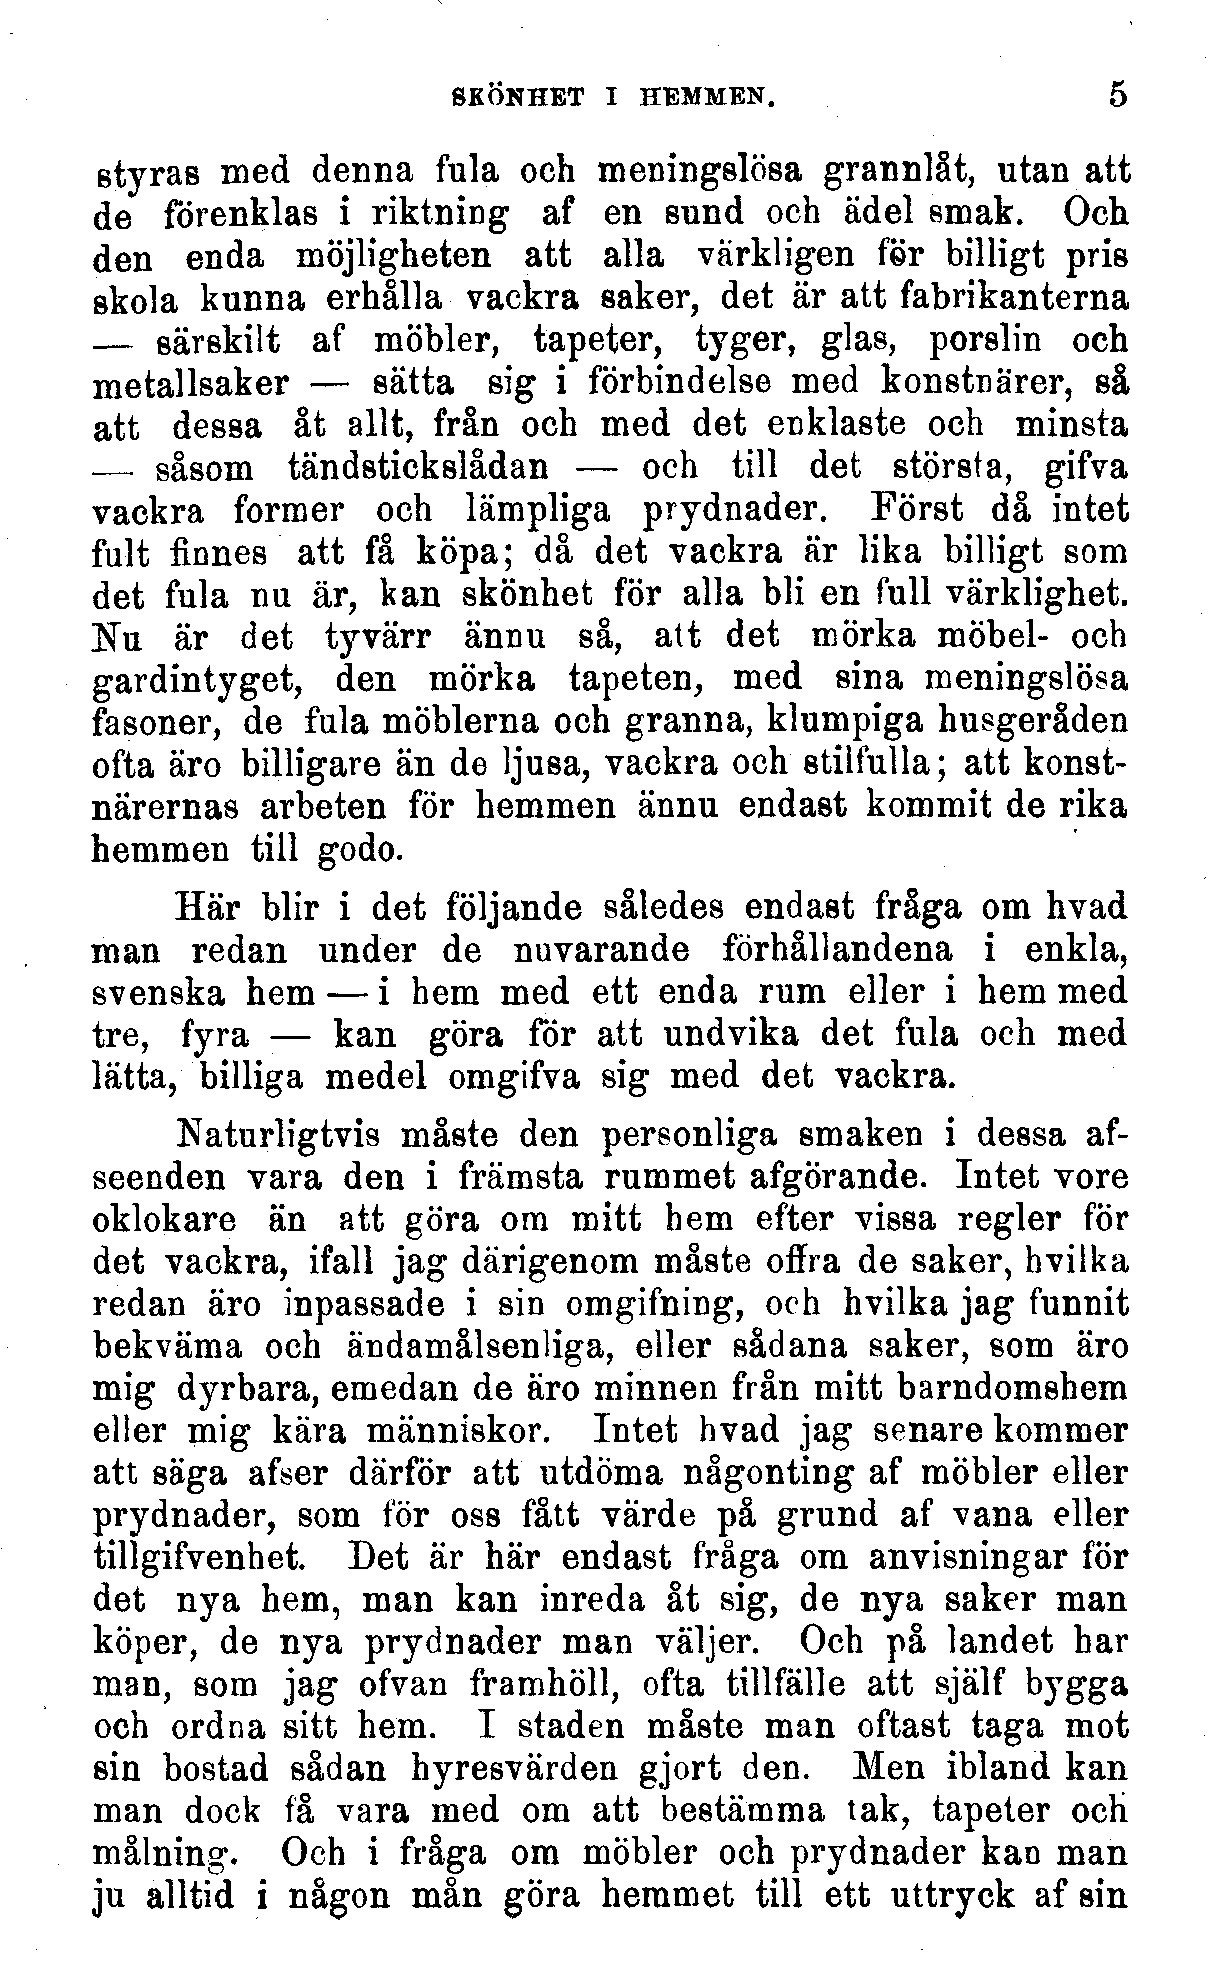 SKÖNHET I HEMMEN. 5
styras med denna fula och meningslösa grannlåt, utan att
de förenklas i riktning af en sund och ädel smak. Och
den enda möjligheten att alla värkligen för billigt pris
skola kunna erhålla vackra saker, det är att fabrikanterna
— särskilt af möbler, tapeter, tyger, glas, porslin och
metallsaker — sätta sig i förbindelse med konstnärer, så
att dessa åt allt, från och med det enklaste och minsta
— såsom tändstickslådan — och till det största, gifva
vackra former och lämpliga prydnader. Först då intet
fult finnes att få köpa; då det vackra är lika billigt som
det fula nu är, kan skönhet för alla bli en full värklighet.
Nu är det tyvärr ännu så, att det mörka möbel- och
gardintyget, den mörka tapeten, med sina meningslösa
fasoner, de fula möblerna och granna, klumpiga husgeråden
ofta äro billigare än de ljusa, vackra och stilfulla; att konst-
närernas arbeten för hemmen ännu endast kommit de rika
hemmen till godo.
Här blir i det följande således endast fråga om hvad
man redan under de nuvarande förhållandena i enkla,
svenska hem — i hem med ett enda rum eller i hem med
tre, fyra — kan göra för att undvika det fula och med
lätta, billiga medel omgifva sig med det vackra.
Naturligtvis måste den personliga smaken i dessa af-
seenden vara den i främsta rummet afgörande. Intet vore
oklokare än att göra om mitt hem efter vissa regler för
det vackra, ifall jag därigenom måste offra de saker, hvilka
redan äro inpassade i sin omgifning, och hvilka jag funnit
bekväma och ändamålsenliga, eller sådana saker, som äro
mig dyrbara, emedan de äro minnen från mitt barndomshem
eller mig kära människor. Intet hvad jag senare kommer
att säga afser därför att utdöma någonting af möbler eller
prydnader, som för oss fått värde på grund af vana eller
tillgifvenhet. Det är här endast fråga om anvisningar för
det nya hem, man kan inreda åt sig, de nya saker man
köper, de nya prydnader man väljer. Och på landet har
man, som jag ofvan framhöll, ofta tillfälle att själf bygga
och ordna sitt hem. I staden måste man oftast taga mot
sin bostad sådan hyresvärden gjort den. Men ibland kan
man dock få vara med om att bestämma tak, tapeter och
målning. Och i fråga om möbler och prydnader kan man
ju alltid i någon mån göra hemmet till ett uttryck af sin